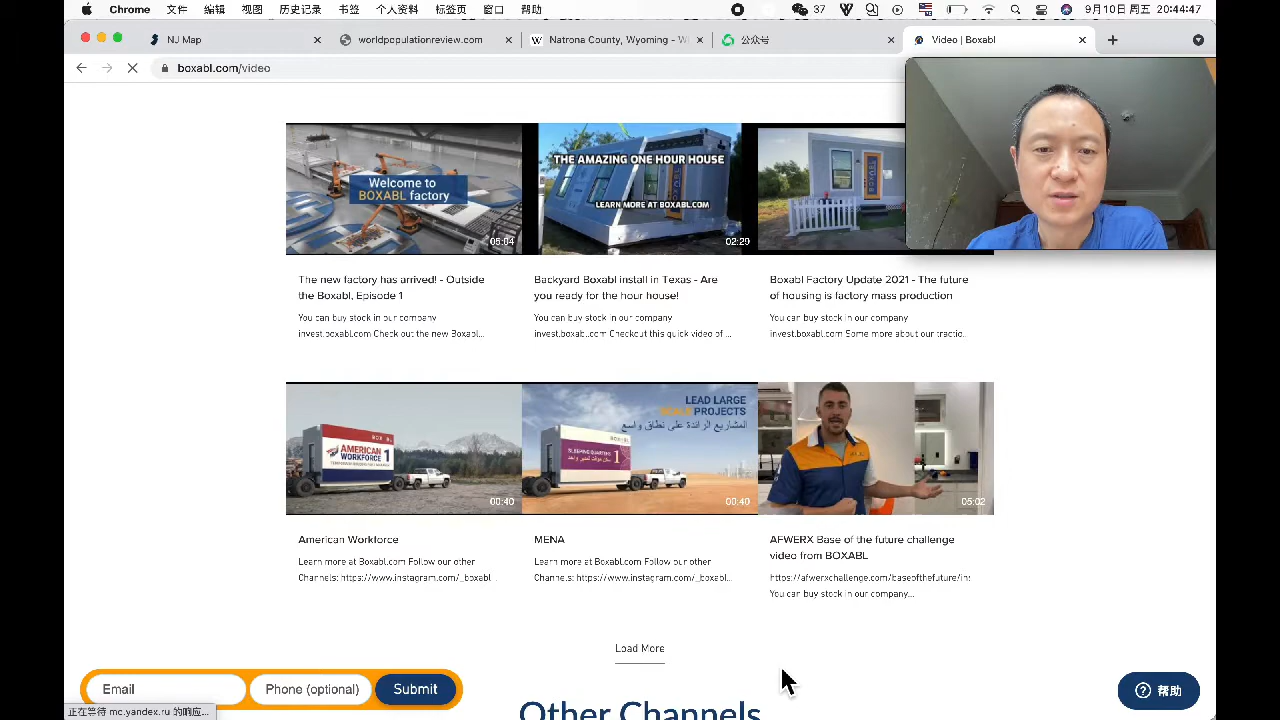 Chrome 文件 编辑 视图 历史记录 书签 个人资料 标签页 窗口 帮助 37 9月10日 周五 20:44:47
NJ Map worldpopulationreview.com Natrona County, Wyoming - W 公众号 Video | Boxabl
boxabl.com/video
Welcome to
BOXABL factory
05:04
THE AMAZING ONE HOUR HOUSE
LEARN MORE AT BOXABL.COM
02:29
The new factory has arrived! - Outside
the Boxabl, Episode 1
You can buy stock in our company
invest.boxabl.com Check out the new Boxabl...
Backyard Boxabl install in Texas - Are
you ready for the hour house!
You can buy stock in our company
invest.boxabl.com Checkout this quick video of ...
Boxabl Factory Update 2021 - The future
of housing is factory mass production
You can buy stock in our company
invest.boxabl.com Some more about our tractio..
BOXABL
AMERICAN
WORKFORCE 1
00:40
LEAD LARGE
PROJECTS
المشاريع الرائدة على نطاق واسع
SLEEPING QUARTERS
1
00:40
05:02
American Workforce
Learn more at Boxabl.com Follow our other
Channels: https://www.instagram.com/_boxabl...
MENA
Learn more at Boxabl.com Follow our other
Channels: https://www.instagram.com/_boxabl...
AFWERX Base of the future challenge
video from BOXABL
https://afwerxchallenge.com/baseofthefuture/in
You can buy stock in our company...
Load More
Email Phone (optional) Submit
帮助
正在等待 mc.yandex.ru 的响应...
Other Channels